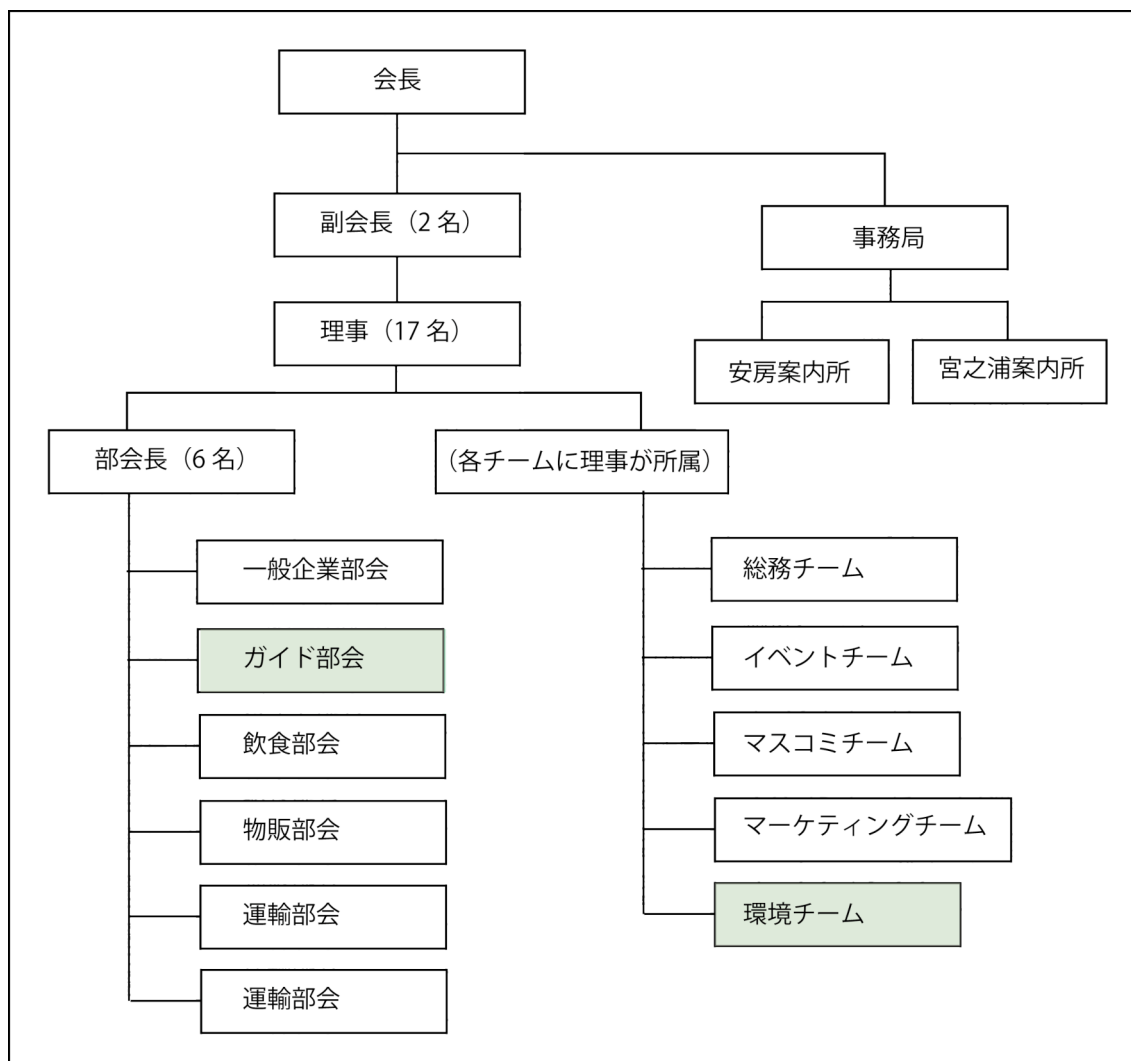 会長
副会長（2 名）
事務局
理事（17 名）
安房案内所
宮之浦案内所
部会長（6 名）
（各チームに理事が所属）
一般企業部会
ガイド部会
飲食部会
物販部会
運輸部会
運輸部会
総務チーム
イベントチーム
マスコミチーム
マーケティングチーム
環境チーム